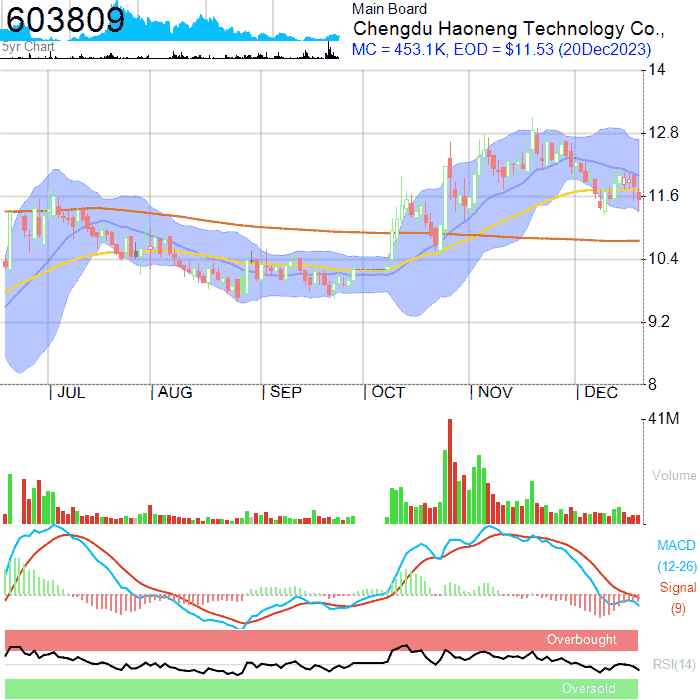 603809
5yr Chart
Main Board
Chengdu Haoneng Technology Co.,
MC = 453.1K, EOD = $11.53 (20Dec2023)
14
12.8
11.6
10.4
9.2
8
JUL AUG SEP OCT NOV DEC
41M
Volume
MACD
(12-26)
Signal
(9)
Overbought
RSI(14)
Oversold